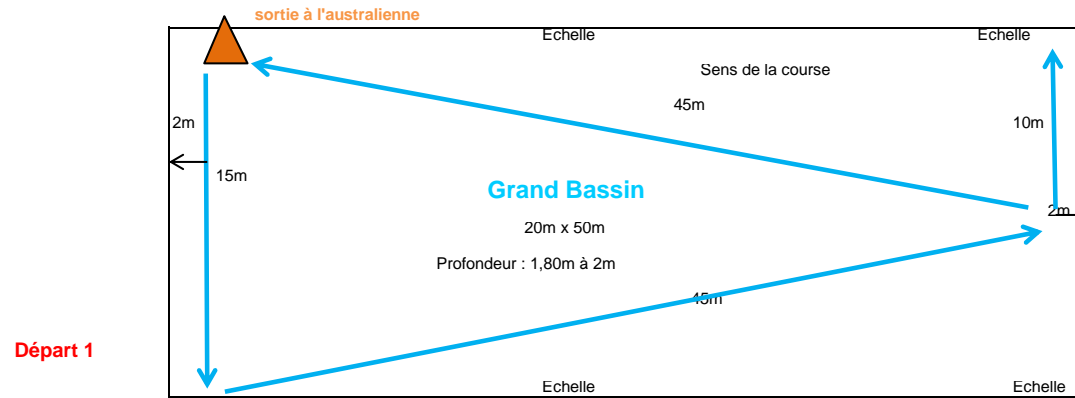 sortie à l'australienne
Echelle
Echelle
Sens de la course
45m
2m
10m
15m
Grand Bassin
2m
20m x 50m
Profondeur : 1,80m à 2m
45m
Départ 1
Echelle
Echelle